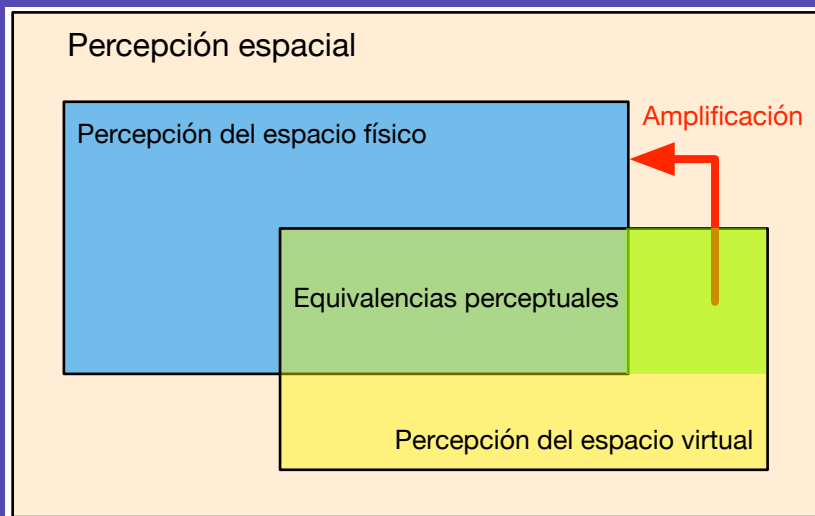 Percepción espacial
Amplificación
Percepción del espacio físico
Equivalencias perceptuales
Percepción del espacio virtual